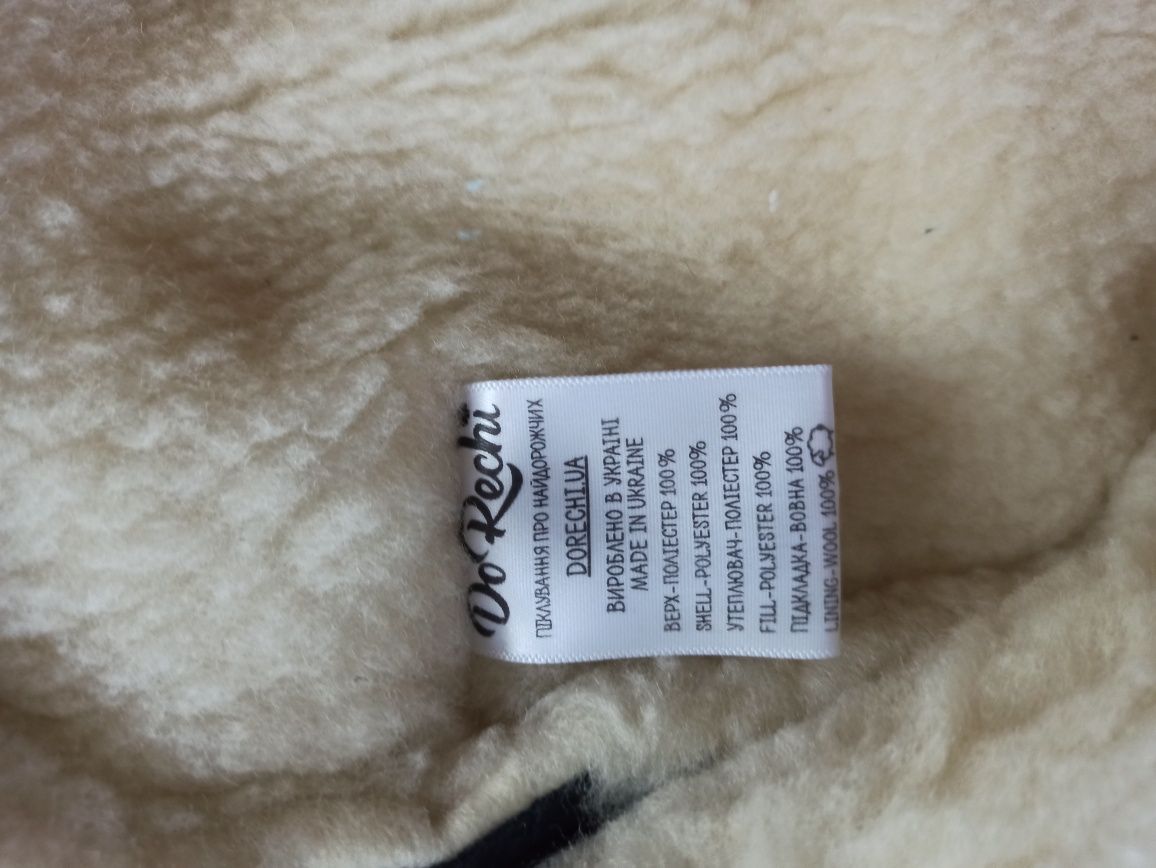 Do Rechi
ПІКЛУВАННЯ ПРО НАЙДОРОЖЧИХ
DORECHI.UA
ВИРОБЛЕНО В УКРАЇНІ
MADE IN UKRAINE
ВЕРХ-ПОЛІЕСТЕР 100%
SHELL-POLYESTER 100%
УТЕПЛЮВАЧ-ПОЛІЕСТЕР 100%
FILL-POLYESTER 100%
ПІДКЛАДКА-ВОВНА 100%
LINING-WOOL 100%